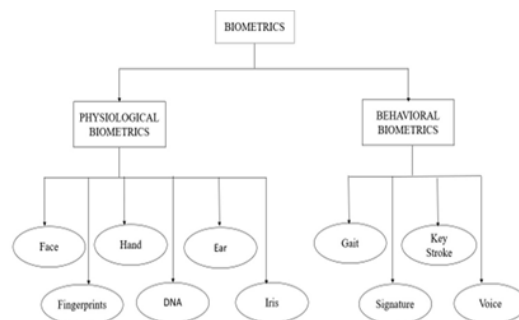 BIOMETRICS
PHYSIOLOGICAL
BIOMETRICS
BEHAVIORAL
BIOMETRICS
Face
Hand
Ear
Gait
Key
Stroke
Fingerprints
DNA
Iris
Signature
Voice